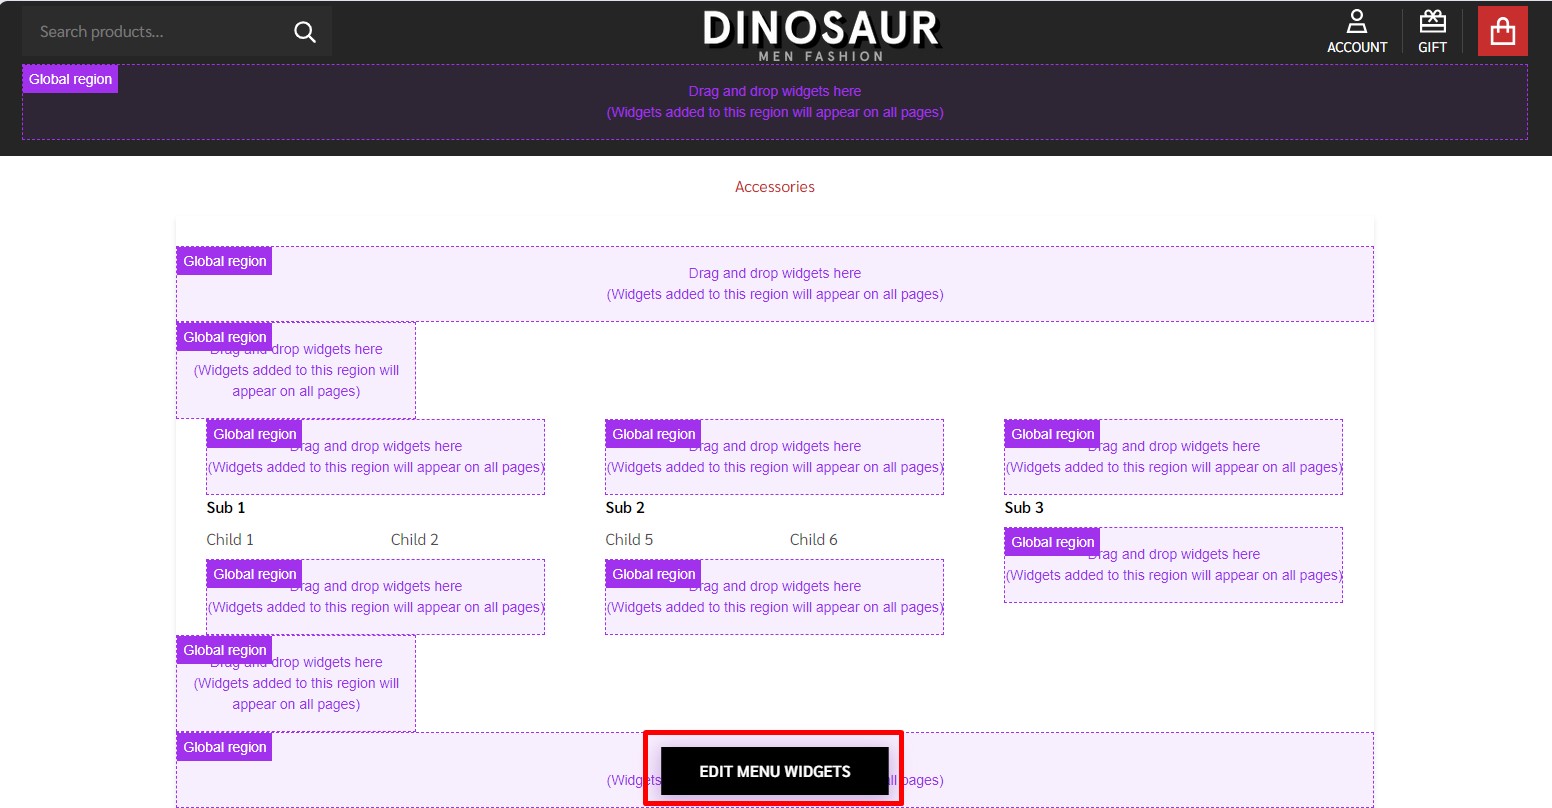 Search products...
DINOSAUR
MEN FASHION
ACCOUNT
GIFT
Global region
Drag and drop widgets here
(Widgets added to this region will appear on all pages)
Accessories
Global region
Drag and drop widgets here
(Widgets added to this region will appear on all pages)
Global region
Drag and drop widgets here
(Widgets added to this region will
appear on all pages)
Global region
Drag and drop widgets here
(Widgets added to this region will appear on all pages)
Sub 1
Child 1
Child 2
Global region
Drag and drop widgets here
(Widgets added to this region will appear on all pages)
Global region
Drag and drop widgets here
(Widgets added to this region will appear on all pages)
Sub 2
Child 5
Child 6
Global region
Drag and drop widgets here
(Widgets added to this region will appear on all pages)
Global region
Drag and drop widgets here
(Widgets added to this region will appear on all pages)
Sub 3
Global region
Drag and drop widgets here
(Widgets added to this region will appear on all pages)
Global region
Drag and drop widgets here
(Widgets added to this region will
appear on all pages)
Global region
pages)
EDIT MENU WIDGETS